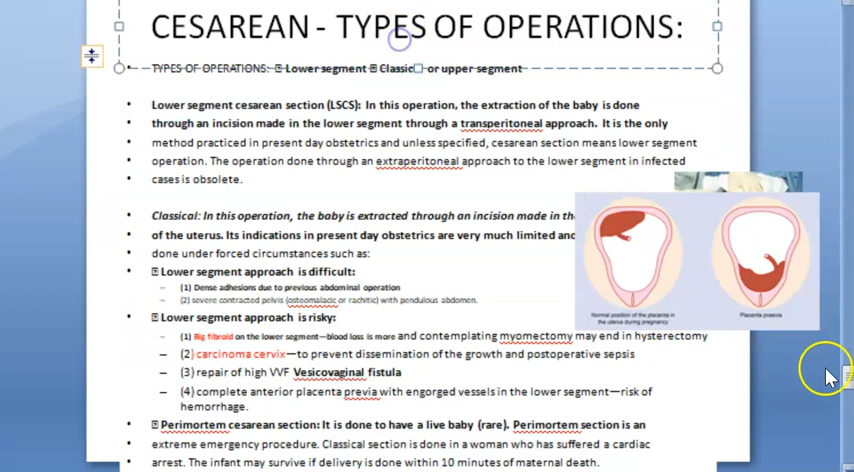 CESAREAN - TYPES OF OPERATIONS:
TYPES OF OPERATIONS: Lower segment Classic or upper segment
Lower segment cesarean section (LSCS): In this operation, the extraction of the baby is done
through an incision made in the lower segment through a transperitoneal approach. It is the only
method practiced in present day obstetrics and unless specified, cesarean section means lower segment
operation. The operation done through an extraperitoneal approach to the lower segment in infected
cases is obsolete.
Classical: In this operation, the baby is extracted through an incision made in the
of the uterus. Its indications in present day obstetrics are very much limited and
done under forced circumstances such as:
Lower segment approach is difficult:
(1) Dense adhesions due to previous abdominal operation
(2) severe contracted pelvis (osteomalacic or rachitic) with pendulous abdomen.
Lower segment approach is risky:
(1) Big fibroid on the lower segment—blood loss is more and contemplating myomectomy may end in hysterectomy
(2) carcinoma cervix—to prevent dissemination of the growth and postoperative sepsis
(3) repair of high VVF Vesicovaginal fistula
(4) complete anterior placenta previa with engorged vessels in the lower segment—risk of
hemorrhage.
Perimortem cesarean section: It is done to have a live baby (rare). Perimortem section is an
extreme emergency procedure. Classical section is done in a woman who has suffered a cardiac
arrest. The infant may survive if delivery is done within 10 minutes of maternal death.
Normal position of the placenta in
the uterus during pregnancy
Placenta praevia